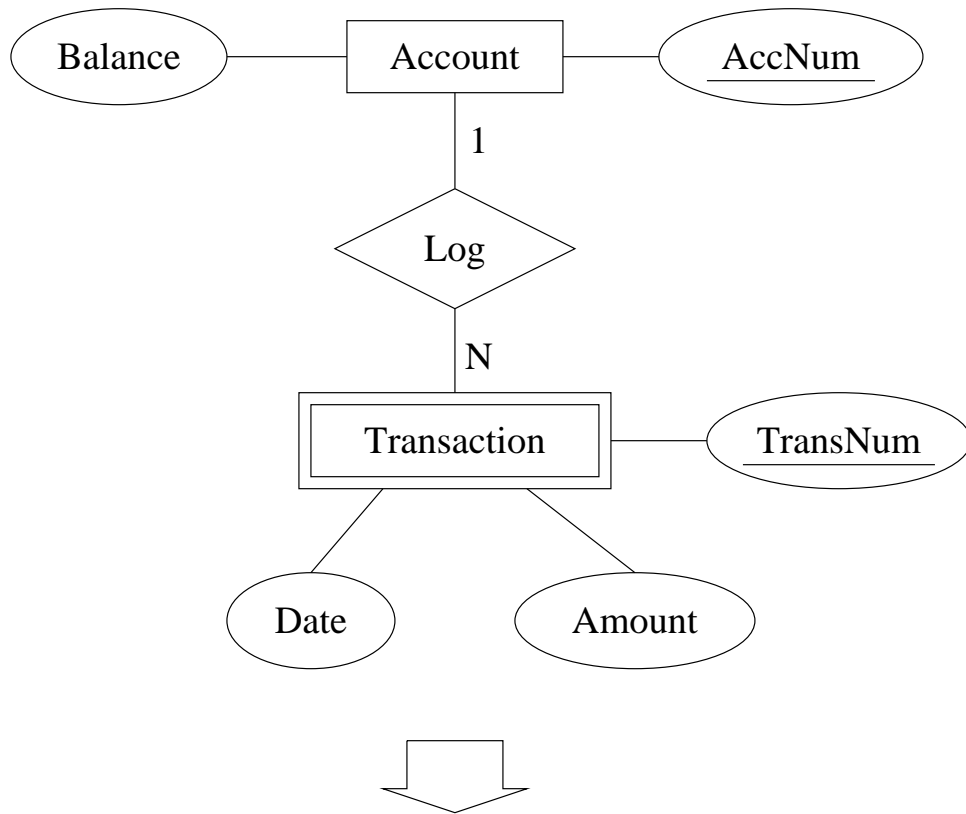 Balance Account AccNum
1
Log
N
Transaction TransNum
Date Amount